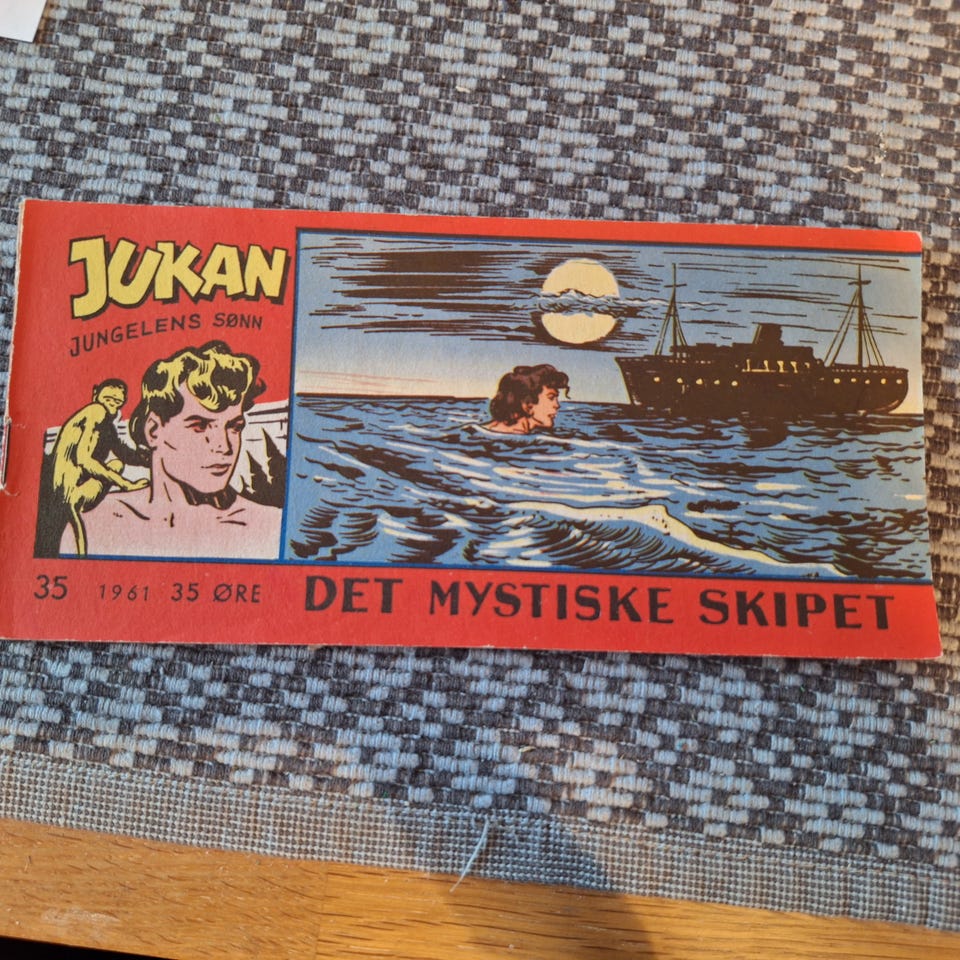 JUKAN
JUNGELENS SØNN
35 1961 35 ØRE
DET MYSTISKE SKIPET